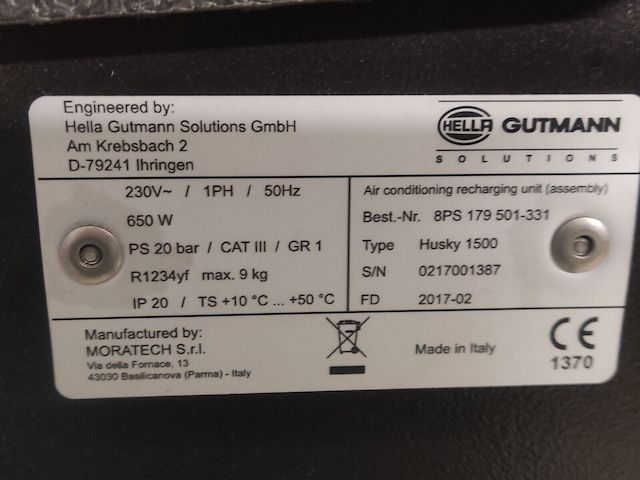 Engineered by:
Hella Gutmann Solutions GmbH
Am Krebsbach 2
D-79241 Ihringen
HELLA GUTMANN
SOLUTIONS
230V~ / 1PH / 50Hz
650 W
PS 20 bar / CAT III / GR 1
R1234yf max. 9 kg
IP 20 / TS +10 °C ... +50 °C
Air conditioning recharging unit (assembly)
Best.-Nr. 8PS 179 501-331
Type Husky 1500
S/N 0217001387
FD 2017-02
Manufactured by:
MORATECH S.r.l.
Via della Fornace, 13
43030 Basilicanova (Parma) - Italy
Made in Italy
CE
1370